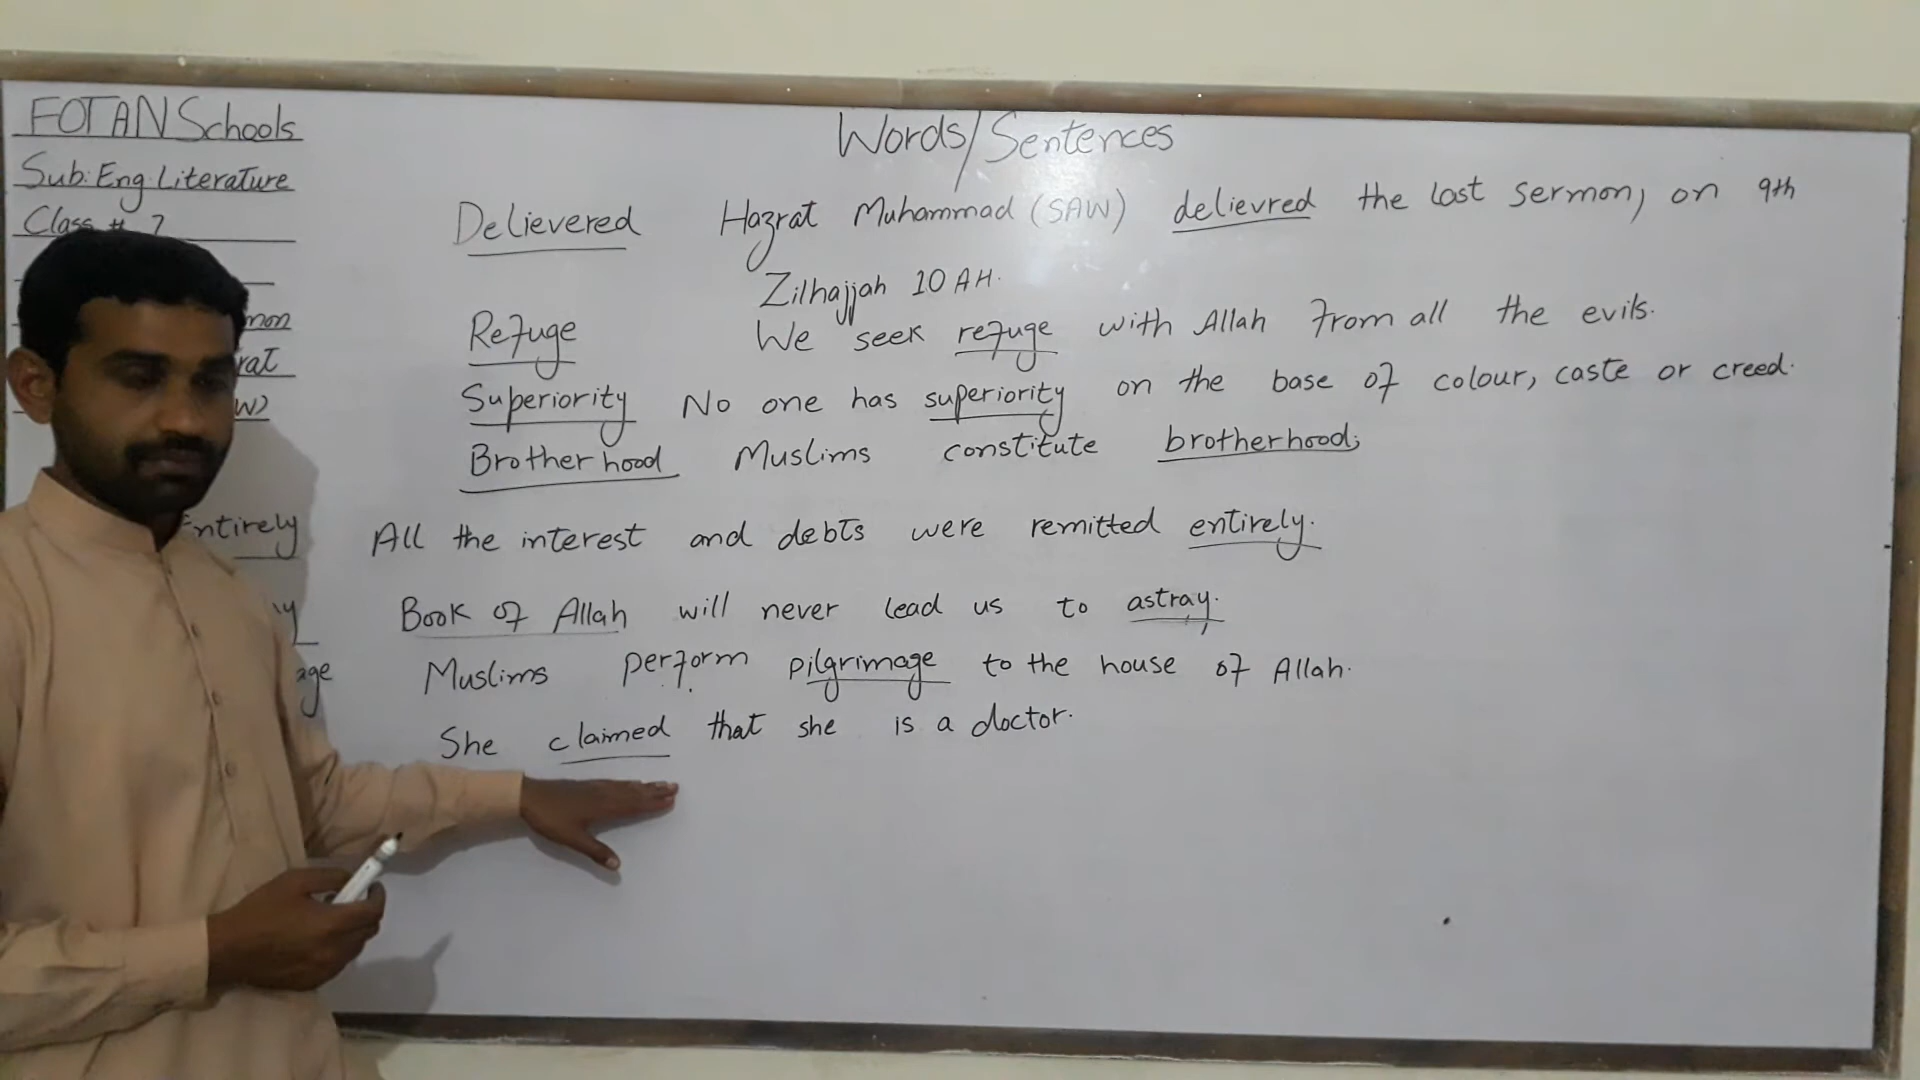 FOTAN Schools
Sub: Eng. Literature
Class # 7
Words/Sentences
Delievered Hazrat Muhammad (SAW) delievred the last sermon, on 9th
Zilhajjah 10 AH.
Refuge We seek refuge with Allah from all the evils.
Superiority No one has superiority on the base of colour, caste or creed.
Brotherhood Muslims constitute brotherhood;
Entirely All the interest and debts were remitted entirely.
Book of Allah will never lead us to astray.
Muslims perform pilgrimage to the house of Allah.
She claimed that she is a doctor.